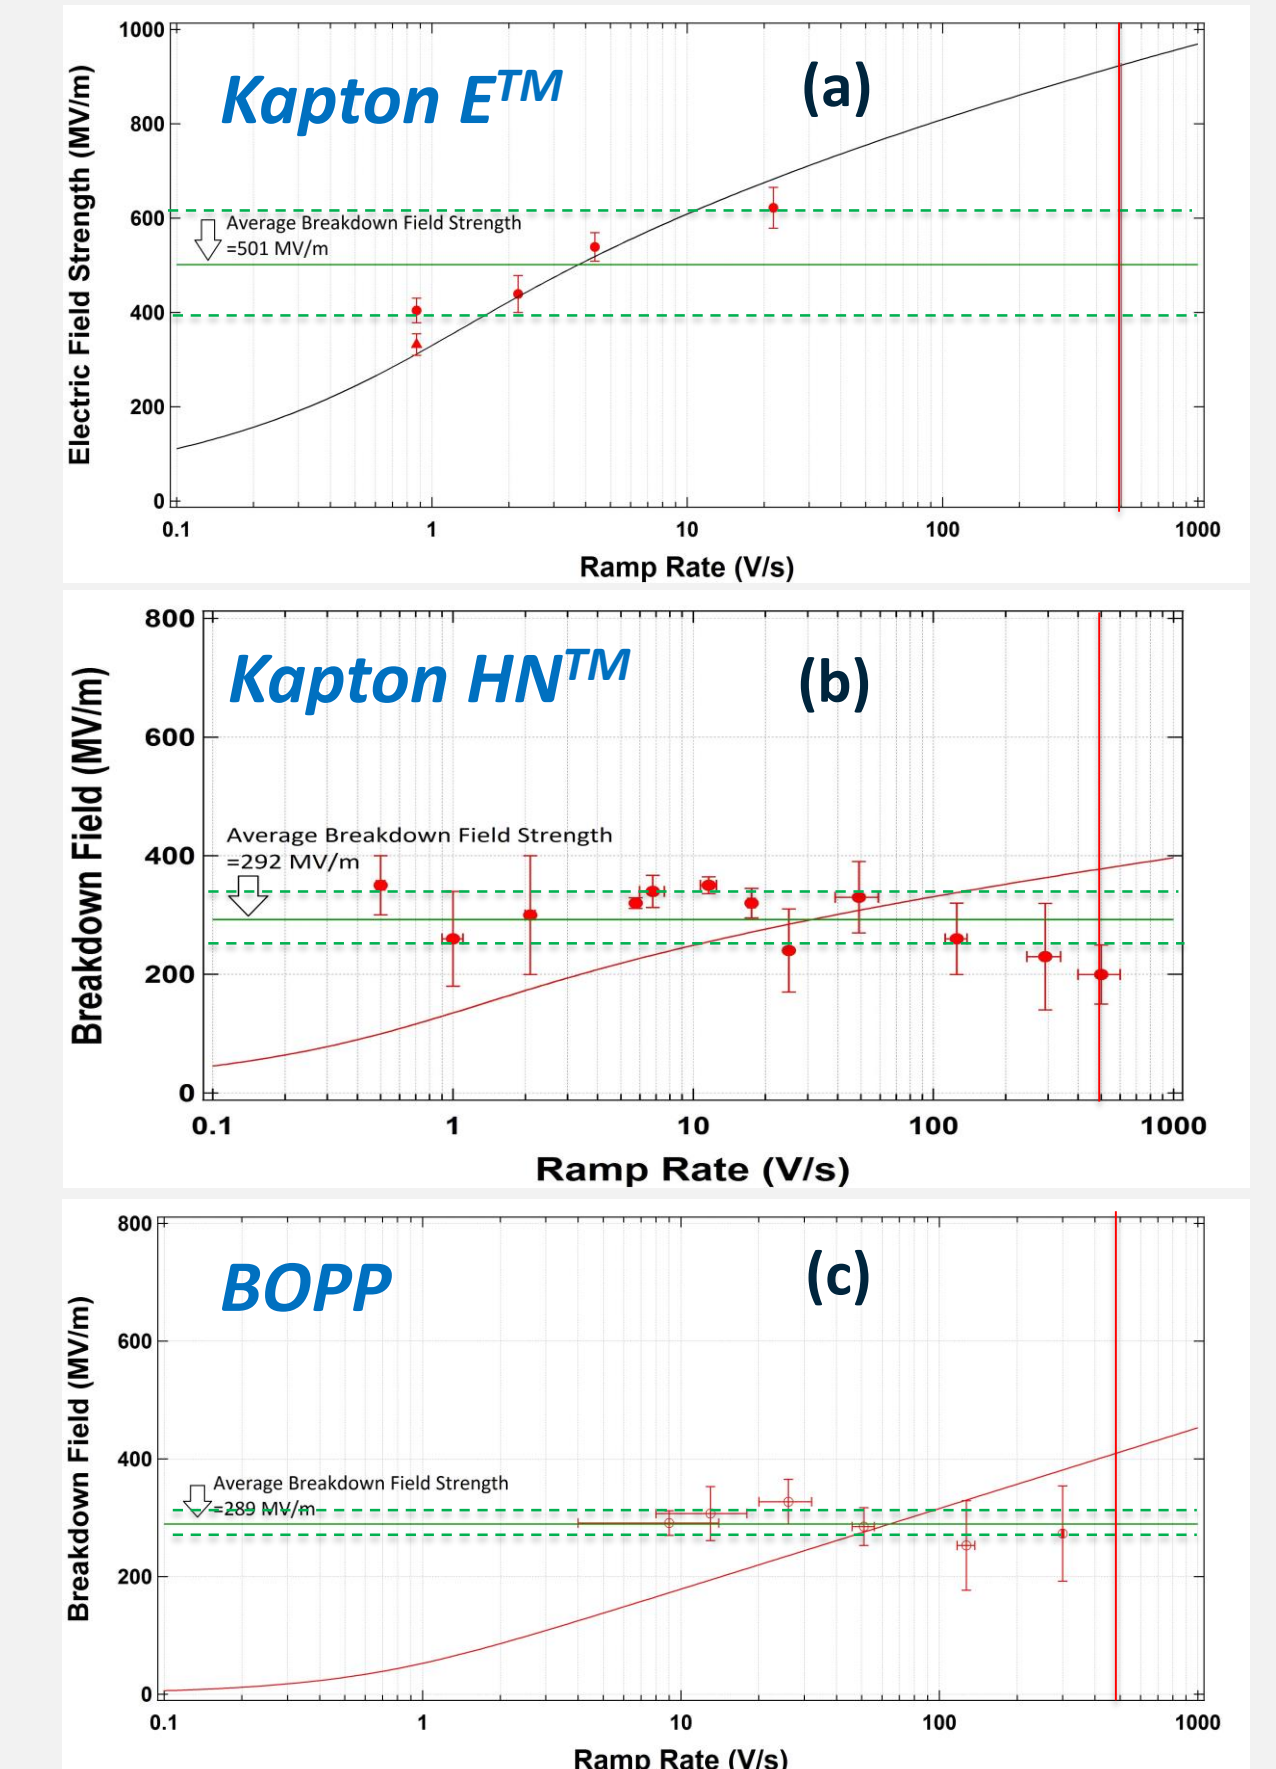 Kapton E™
(a)
Electric Field Strength (MV/m)
1000
800
600
400
200
0
Average Breakdown Field Strength
=501 MV/m
0.1
1
10
100
1000
Ramp Rate (V/s)
Kapton HN™
(b)
Breakdown Field (MV/m)
800
600
400
200
0
Average Breakdown Field Strength
=292 MV/m
0.1
1
10
100
1000
Ramp Rate (V/s)
BOPP
(c)
Breakdown Field (MV/m)
800
600
400
200
0
Average Breakdown Field Strength
=289 MV/m
0.1
1
10
100
1000
Ramp Rate (V/s)